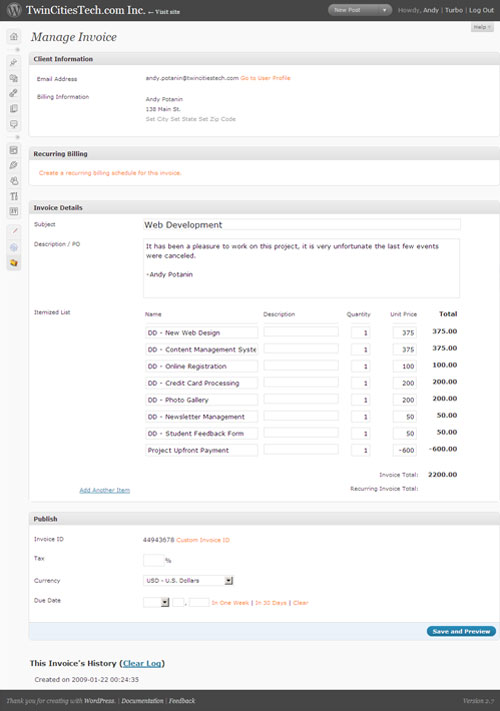 TwinCitiesTech.com Inc. ← Visit site New Post Howdy, Andy | Turbo | Log Out
Help
Manage Invoice
Client Information
Email Address andy.potanin@twincitiestech.com Go to User Profile
Billing Information Andy Potanin
138 Main St.
Set City Set State Set Zip Code
Recurring Billing
Create a recurring billing schedule for this invoice.
Invoice Details
Subject Web Development
Description / PO It has been a pleasure to work on this project, it is very unfortunate the last few events
were canceled.
-Andy Potanin
Itemized List Name Description Quantity Unit Price Total
DD - New Web Design 1 375 375.00
DD - Content Management Syste 1 375 375.00
DD - Online Registration 1 100 100.00
DD - Credit Card Processing 1 200 200.00
DD - Photo Gallery 1 200 200.00
DD - Newsletter Management 1 50 50.00
DD - Student Feedback Form 1 50 50.00
Project Upfront Payment 1 -600 -600.00
Invoice Total: 2200.00
Add Another Item Recurring Invoice Total:
Publish
Invoice ID 44943678 Custom Invoice ID
Tax %
Currency USD - U.S. Dollars
Due Date , In One Week | In 30 Days | Clear
Save and Preview
This Invoice's History (Clear Log)
Created on 2009-01-22 00:24:35
Thank you for creating with WordPress. | Documentation | Feedback Version 2.7